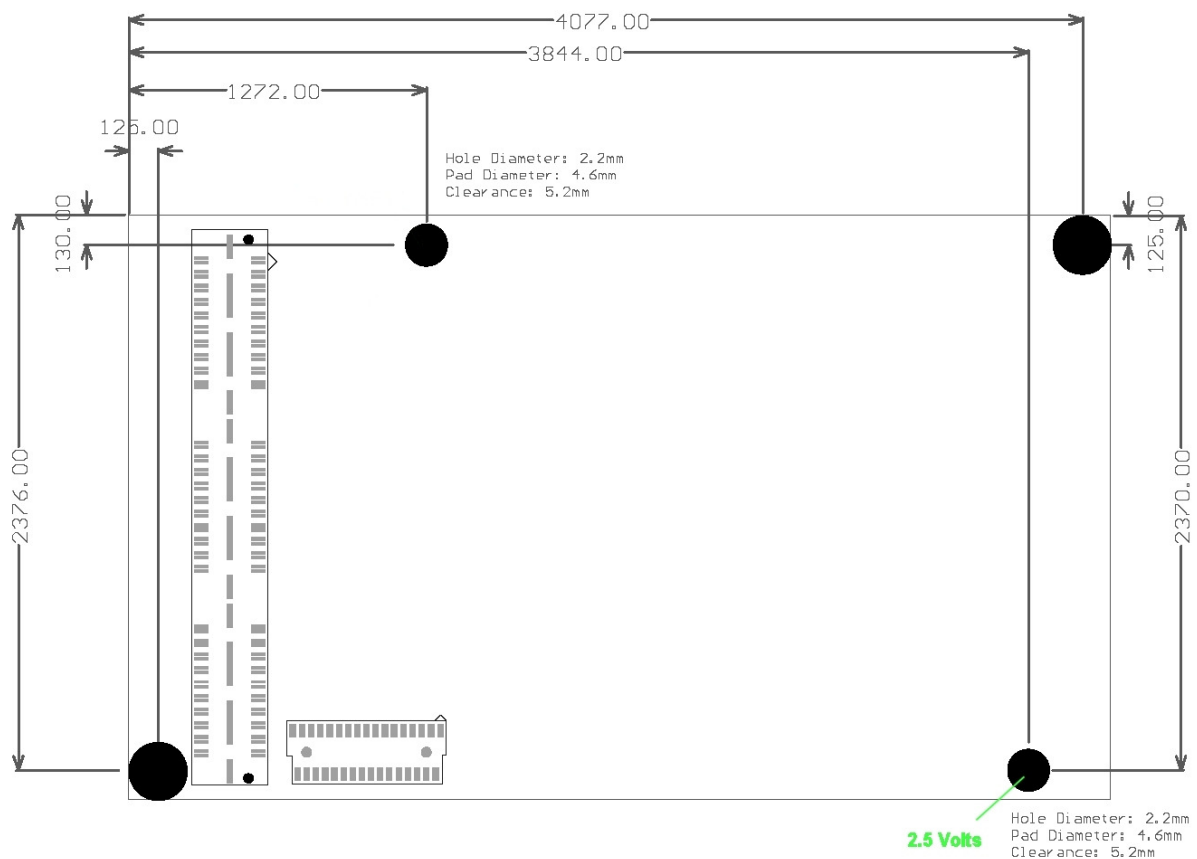 4077.00
3844.00
1272.00
125.00
Hole Diameter: 2.2mm
Pad Diameter: 4.6mm
Clearance: 5.2mm
130.00
125.00
2376.00
2370.00
2.5 Volts
Hole Diameter: 2.2mm
Pad Diameter: 4.6mm
Clearance: 5.2mm